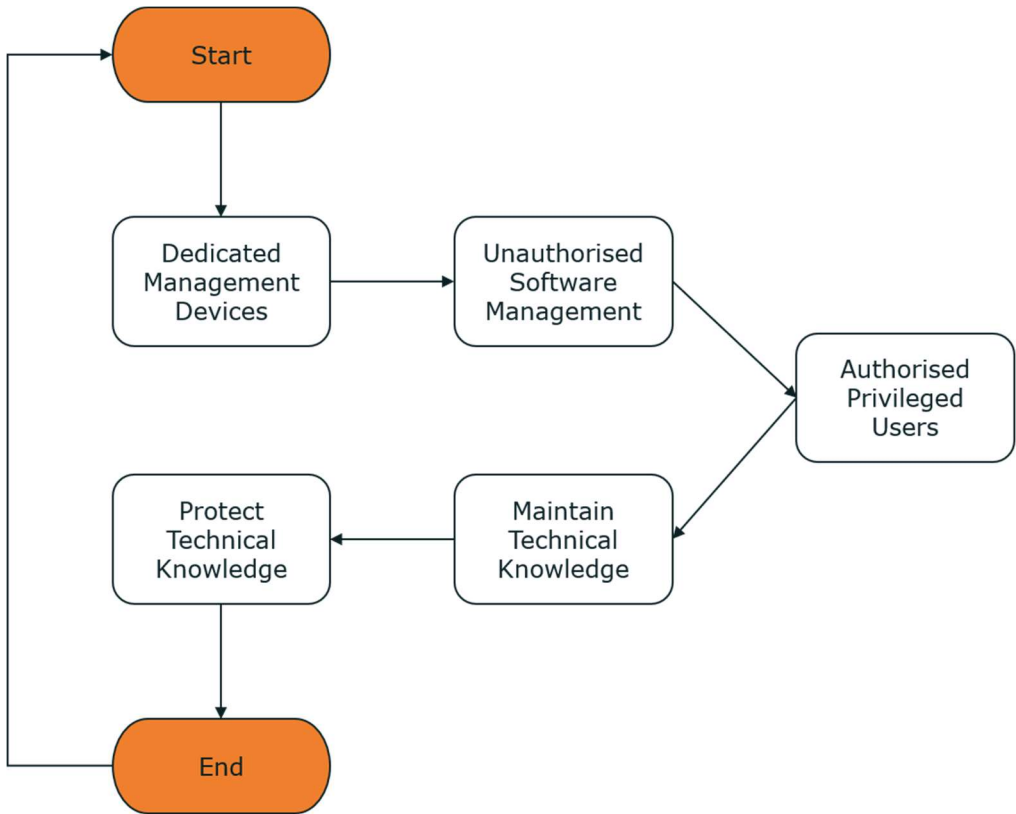 Start
Dedicated
Management
Devices
Unauthorised
Software
Management
Authorised
Privileged
Users
Maintain
Technical
Knowledge
Protect
Technical
Knowledge
End